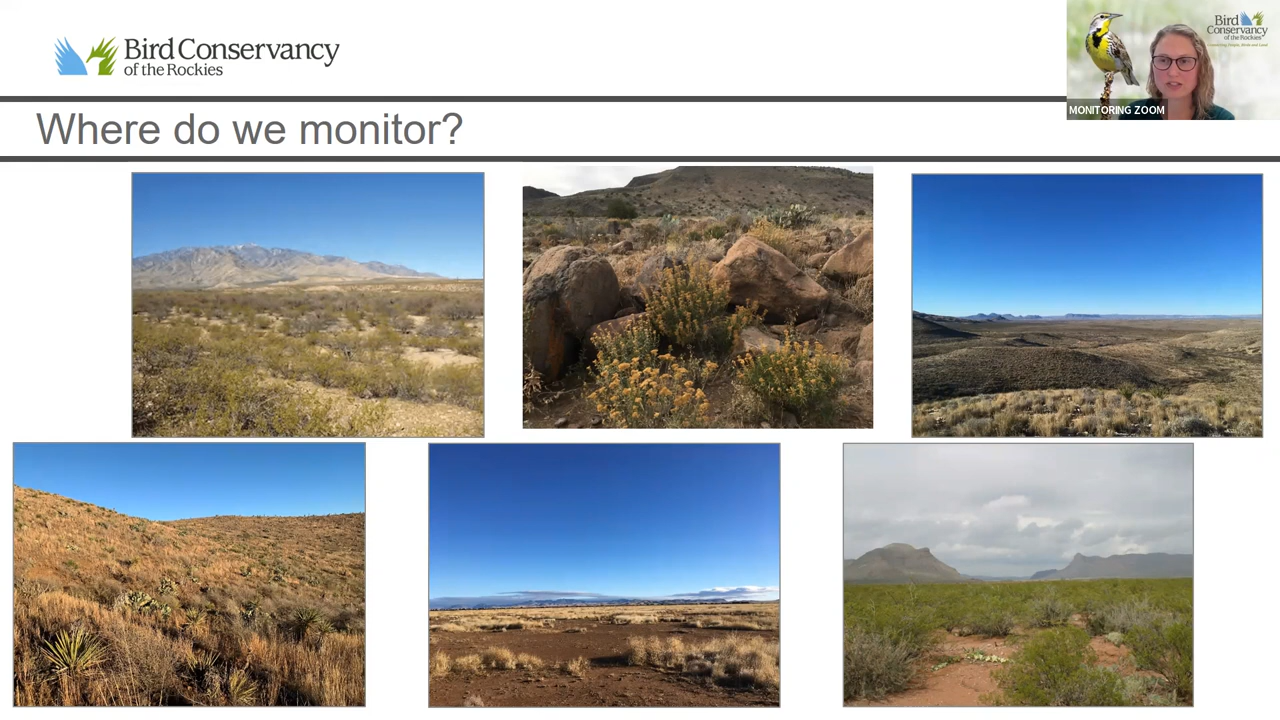 Bird Conservancy
of the Rockies
Bird
Conservancy
of the Rockies
MONITORING ZOOM
Where do we monitor?